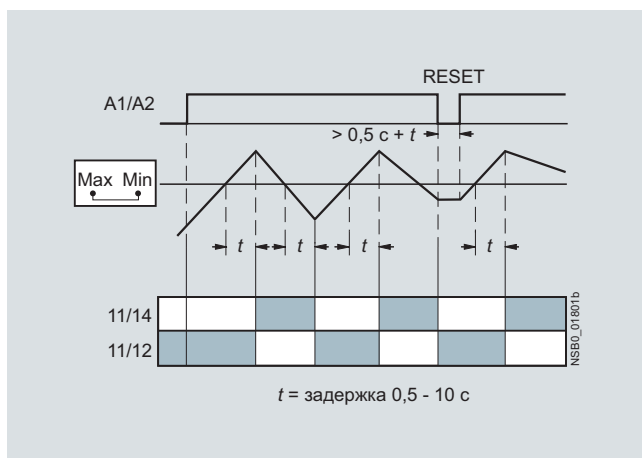 RESET
A1/A2
> 0,5 с + t
Max Min
t t t t
11/14
11/12
NSB0_01801b
t = задержка 0,5 - 10 с